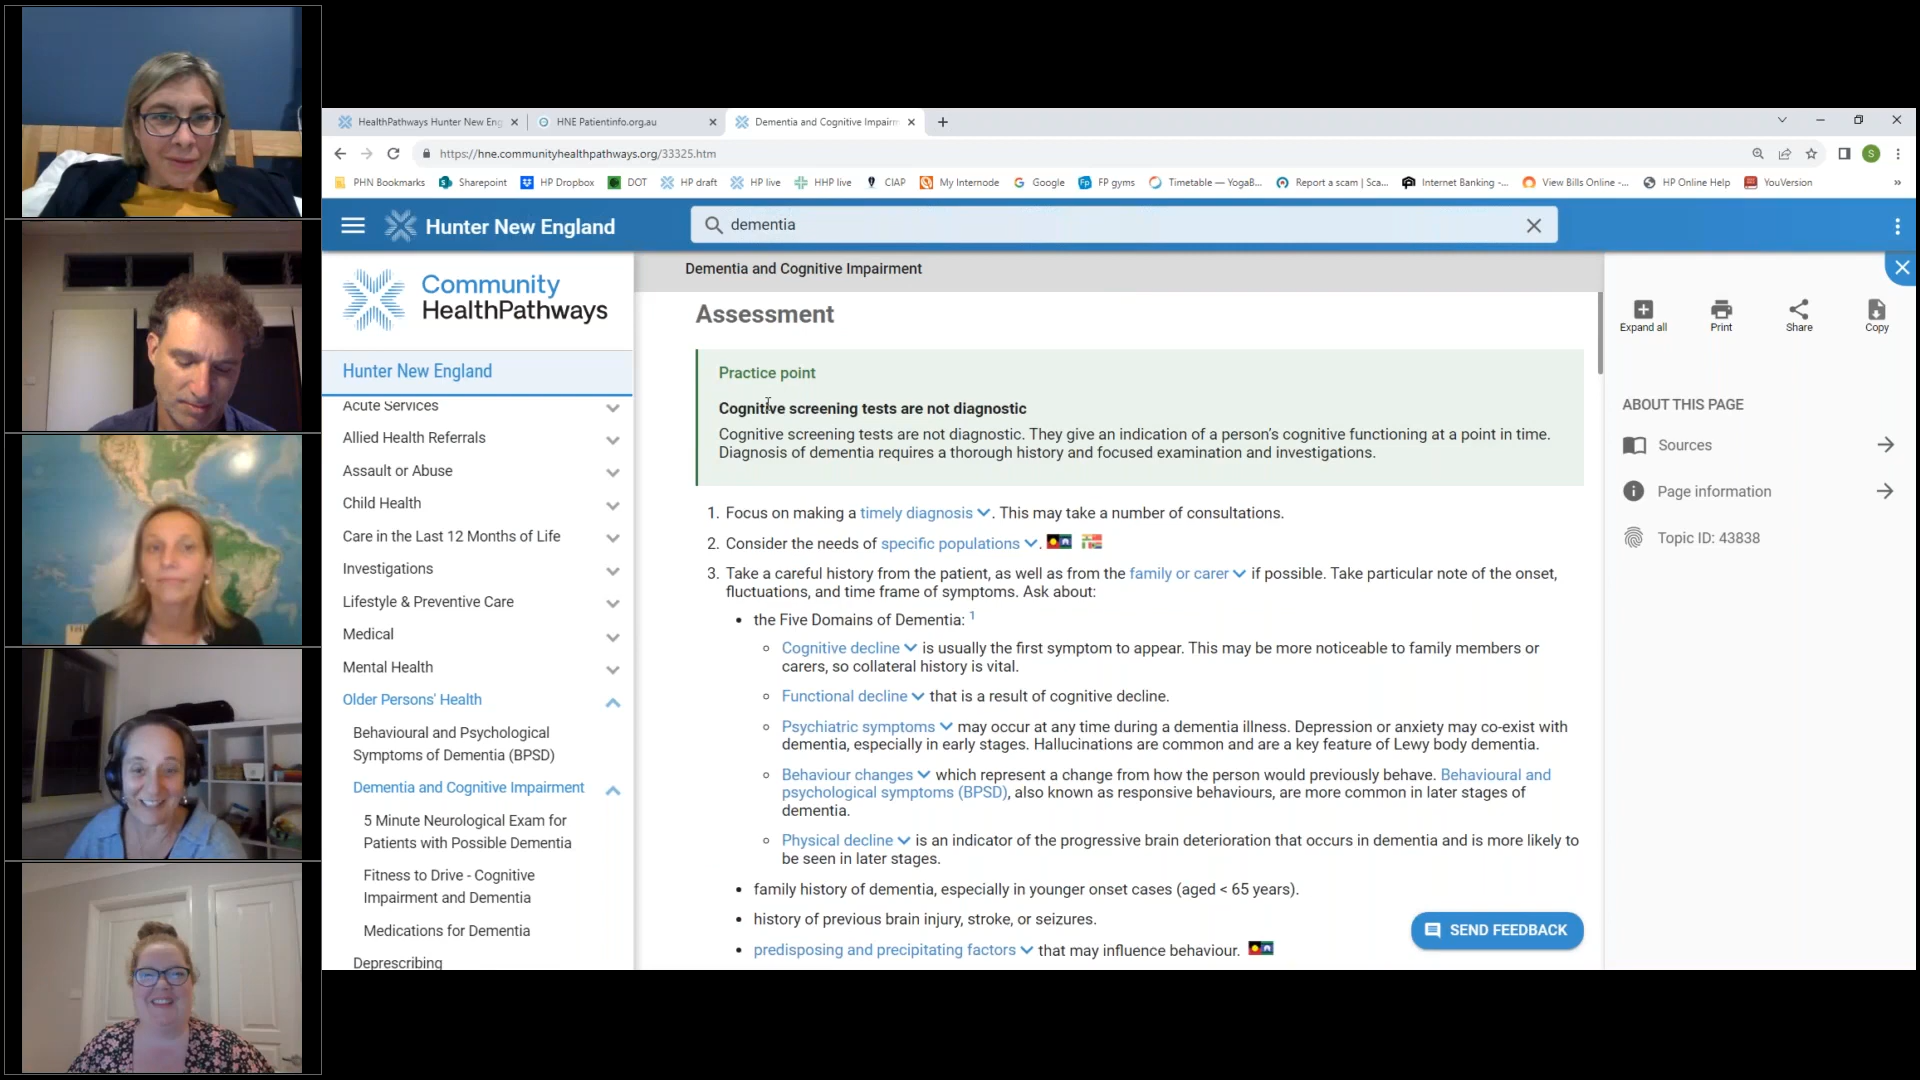 HealthPathways Hunter New Eng
HNE Patientinfo.org.au
Dementia and Cognitive Impairm
https://hne.communityhealthpathways.org/33325.htm
S
PHN Bookmarks
Sharepoint
HP Dropbox
DOT
HP draft
HP live
HHP live
CIAP
My Internode
Google
FP gyms
Timetable — YogaB...
Report a scam | Sca...
Internet Banking -...
View Bills Online -...
HP Online Help
YouVersion
»
Hunter New England
dementia
Community
HealthPathways
Hunter New England
Acute Services
Allied Health Referrals
Assault or Abuse
Child Health
Care in the Last 12 Months of Life
Investigations
Lifestyle & Preventive Care
Medical
Mental Health
Older Persons' Health
Behavioural and Psychological
Symptoms of Dementia (BPSD)
Dementia and Cognitive Impairment
5 Minute Neurological Exam for
Patients with Possible Dementia
Fitness to Drive - Cognitive
Impairment and Dementia
Medications for Dementia
Deprescribing
Dementia and Cognitive Impairment
Assessment
Practice point
Cognitive screening tests are not diagnostic
Cognitive screening tests are not diagnostic. They give an indication of a person's cognitive functioning at a point in time.
Diagnosis of dementia requires a thorough history and focused examination and investigations.
1. Focus on making a timely diagnosis. This may take a number of consultations.
2. Consider the needs of specific populations.
3. Take a careful history from the patient, as well as from the family or carer if possible. Take particular note of the onset,
fluctuations, and time frame of symptoms. Ask about:
• the Five Domains of Dementia: 1
Cognitive decline is usually the first symptom to appear. This may be more noticeable to family members or
carers, so collateral history is vital.
Functional decline that is a result of cognitive decline.
Psychiatric symptoms may occur at any time during a dementia illness. Depression or anxiety may co-exist with
dementia, especially in early stages. Hallucinations are common and are a key feature of Lewy body dementia.
Behaviour changes which represent a change from how the person would previously behave. Behavioural and
psychological symptoms (BPSD), also known as responsive behaviours, are more common in later stages of
dementia.
Physical decline is an indicator of the progressive brain deterioration that occurs in dementia and is more likely to
be seen in later stages.
• family history of dementia, especially in younger onset cases (aged < 65 years).
• history of previous brain injury, stroke, or seizures.
• predisposing and precipitating factors that may influence behaviour.
SEND FEEDBACK
Expand all
Print
Share
Copy
ABOUT THIS PAGE
Sources
Page information
Topic ID: 43838